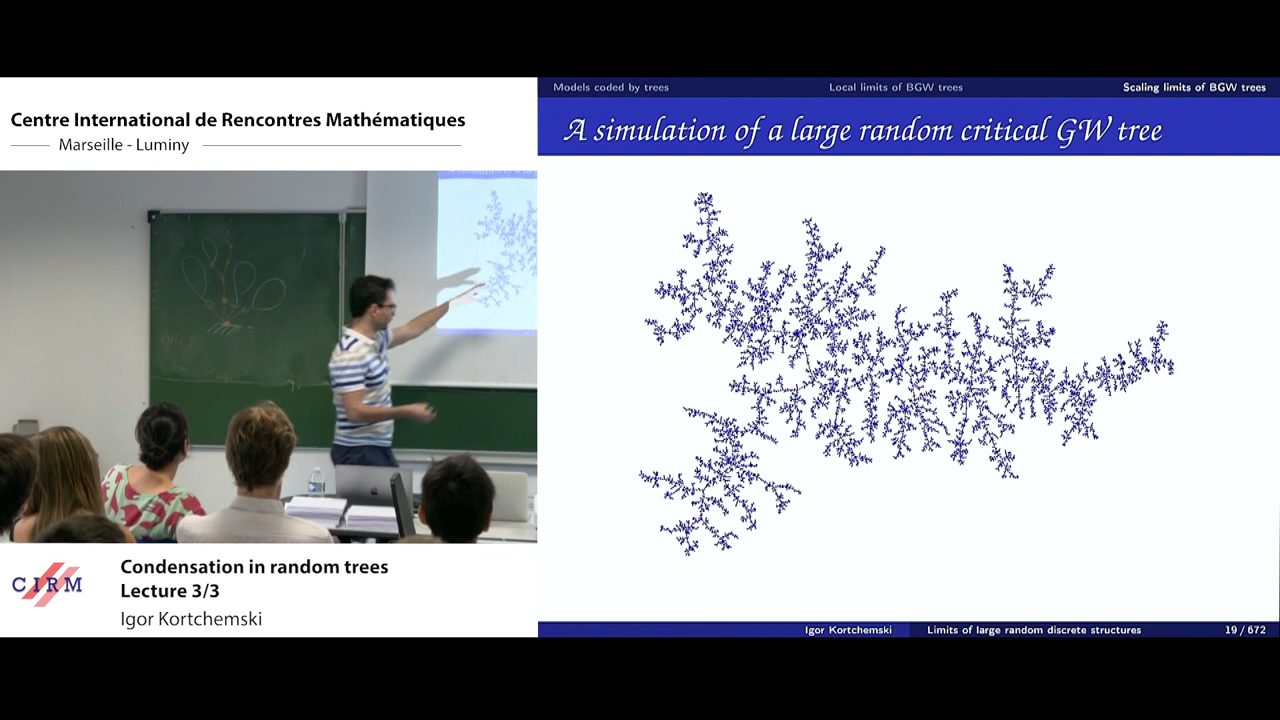 Centre International de Rencontres Mathématiques
Marseille - Luminy
CIRM
Condensation in random trees
Lecture 3/3
Igor Kortchemski
Models coded by trees
Local limits of BGW trees
Scaling limits of BGW trees
A simulation of a large random critical GW tree
Igor Kortchemski
Limits of large random discrete structures
19 / 672